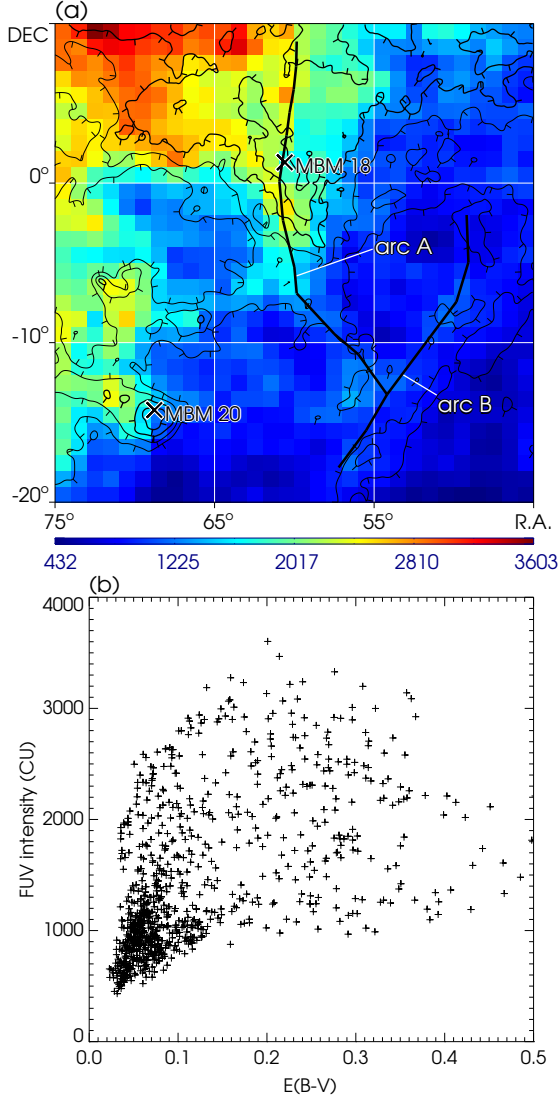 (a)
DEC
MBM 18
0°
arc A
-10°
arc B
MBM 20
-20°
75° 65° 55° R.A.
432 1225 2017 2810 3603
(b)
4000
3000
2000
1000
0
FUV intensity (CU)
0.0 0.1 0.2 0.3 0.4 0.5
E(B-V)